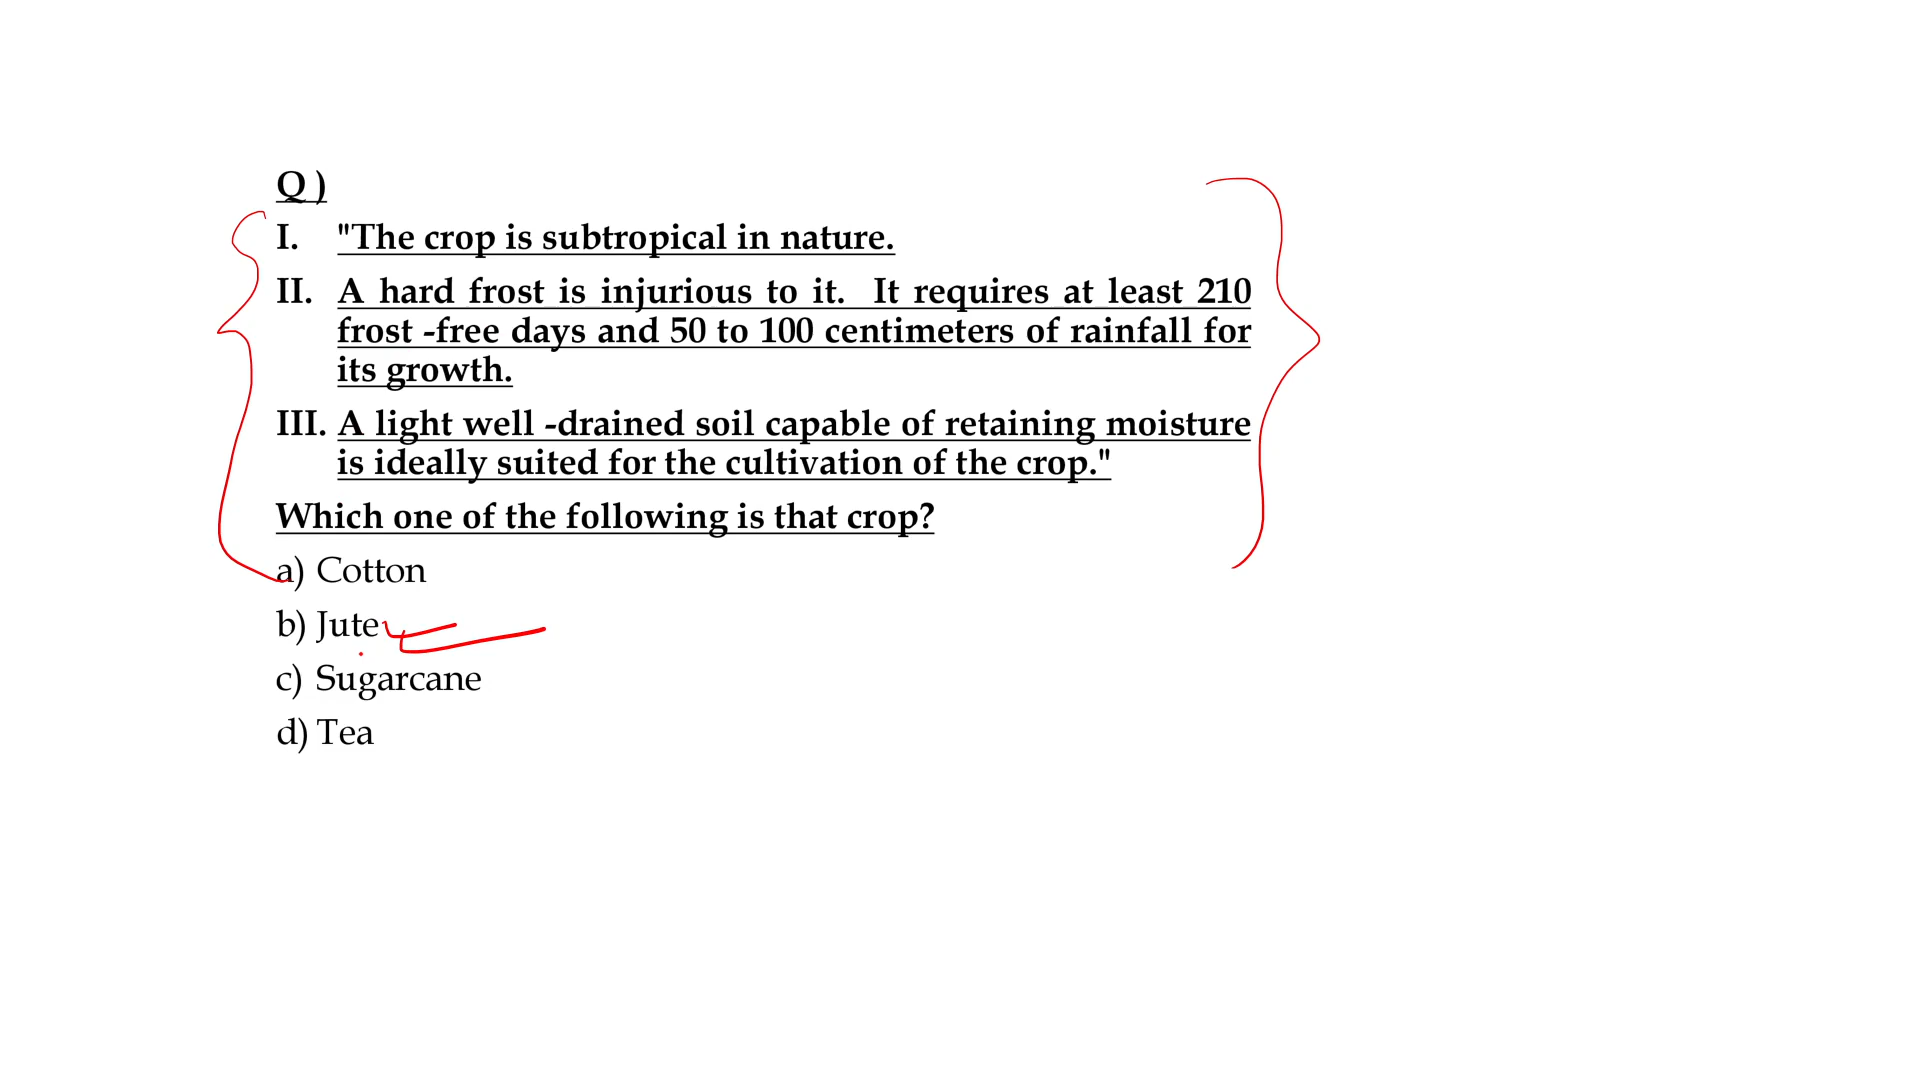 Q )
I. "The crop is subtropical in nature.
II. A hard frost is injurious to it. It requires at least 210
frost -free days and 50 to 100 centimeters of rainfall for
its growth.
III. A light well -drained soil capable of retaining moisture
is ideally suited for the cultivation of the crop."
Which one of the following is that crop?
a) Cotton
b) Jute
c) Sugarcane
d) Tea